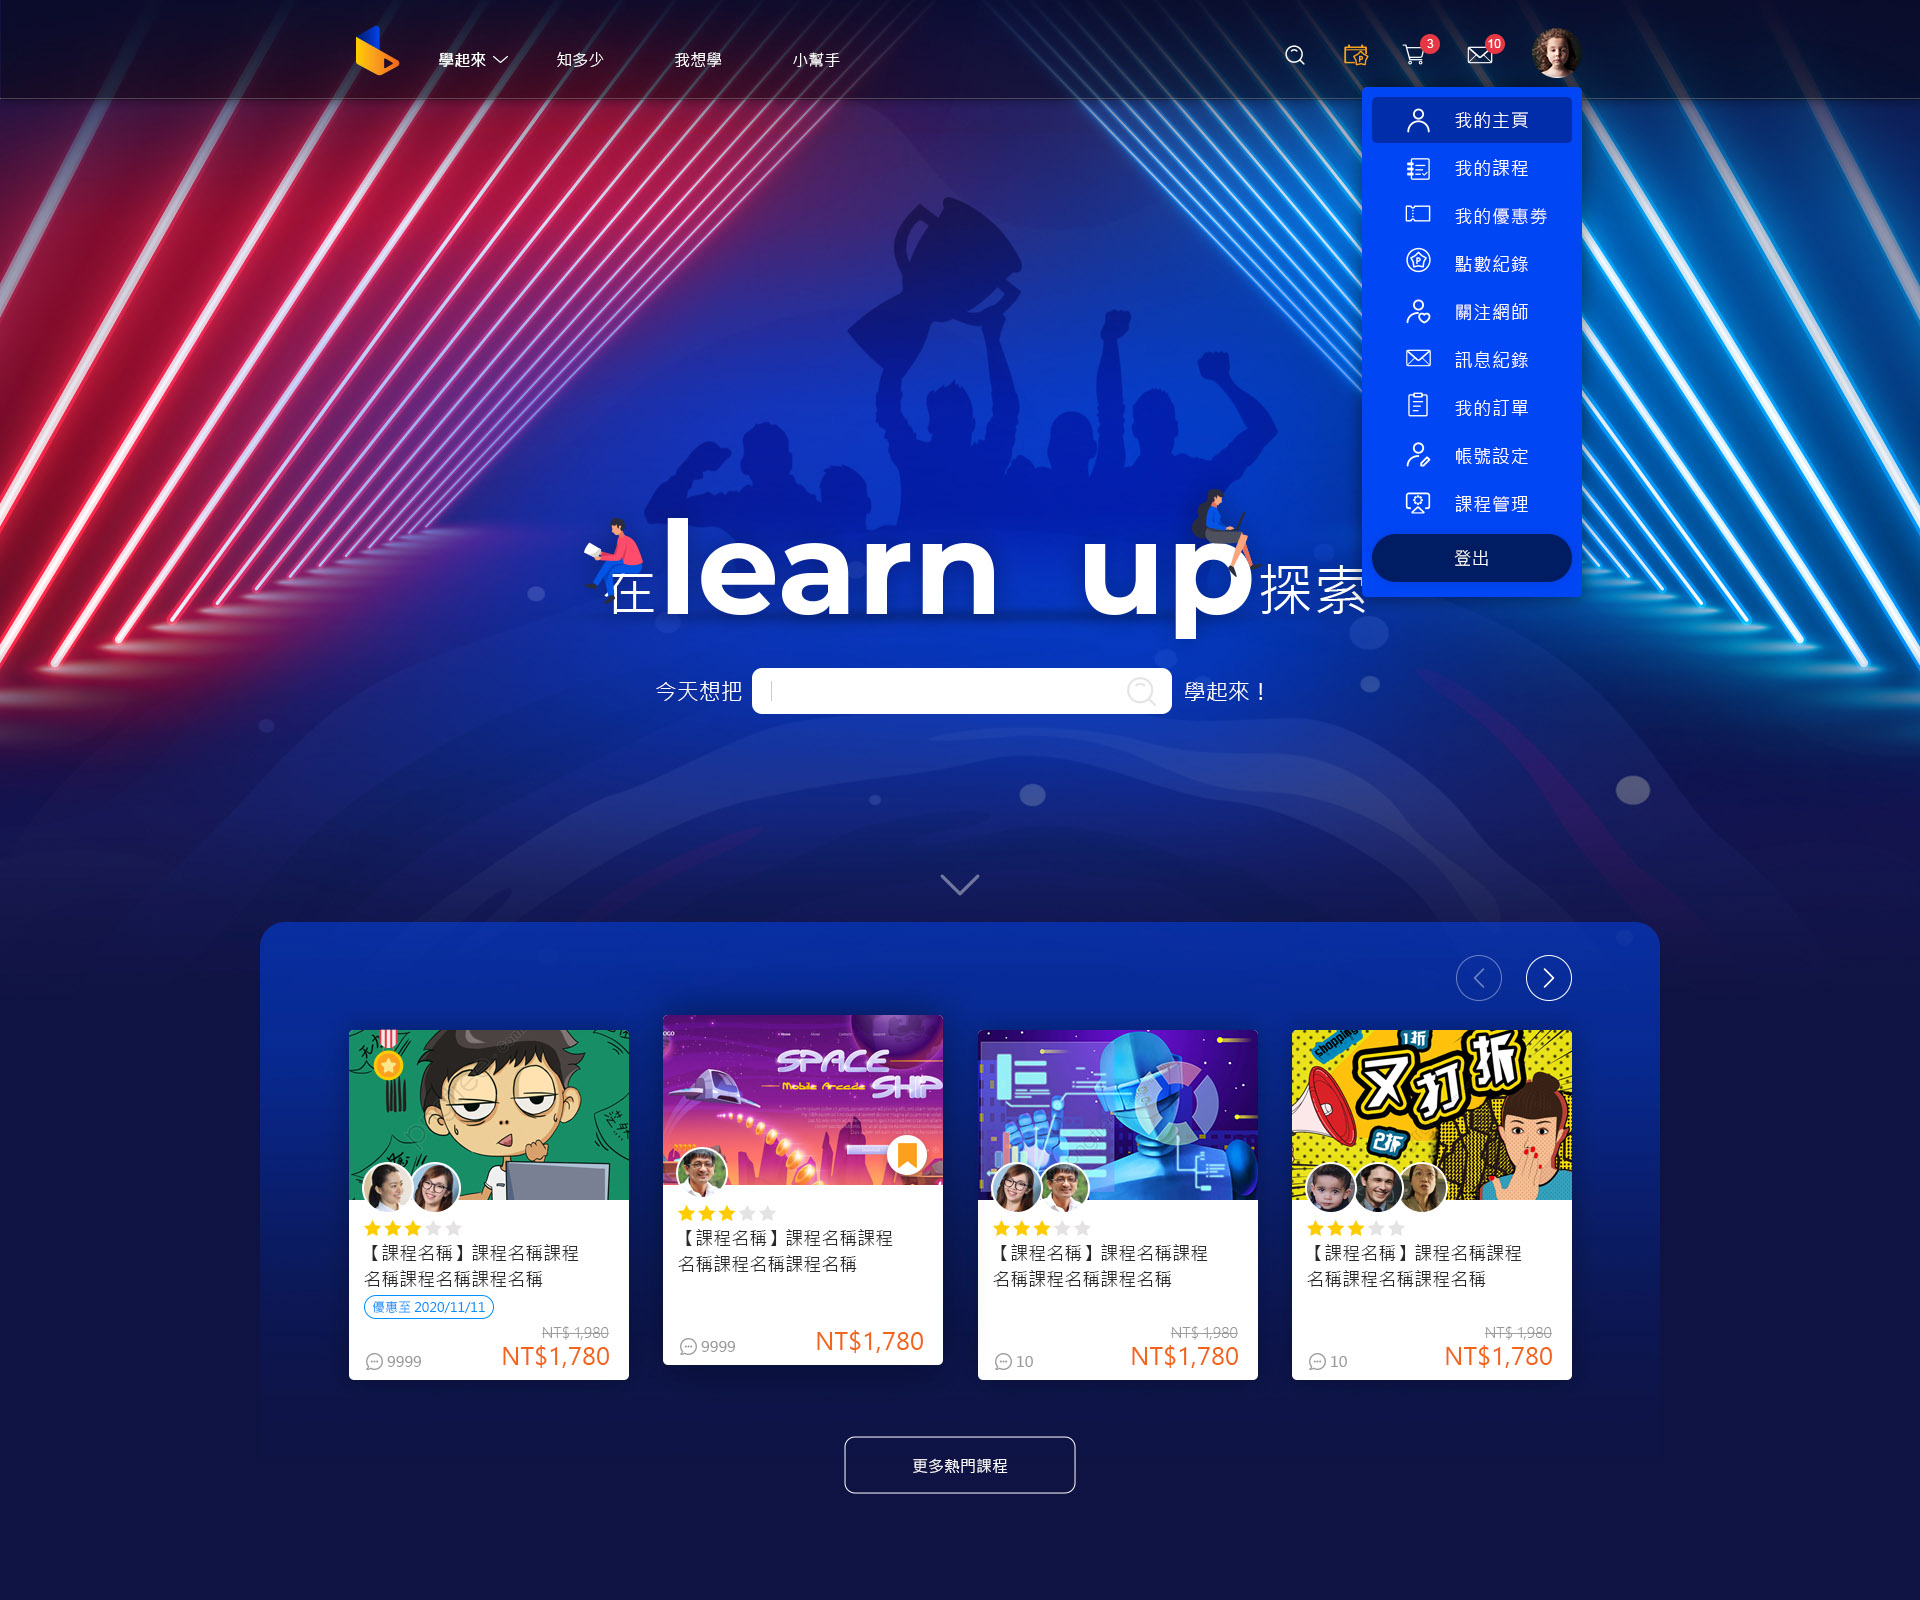 學起來
知多少
我想學
小幫手
3
10
我的主頁
我的課程
我的優惠劵
點數紀錄
關注網師
訊息紀錄
我的訂單
帳號設定
課程管理
登出
在 learn up 探索
今天想把
學起來！
SPACE
Mobile Arcade SHIP
shopping
1折
又打折
2折
【課程名稱】課程名稱課程
名稱課程名稱課程名稱
優惠至 2020/11/11
NT$ 1,980
9999
NT$1,780
【課程名稱】課程名稱課程
名稱課程名稱課程名稱
9999
NT$1,780
【課程名稱】課程名稱課程
名稱課程名稱課程名稱
NT$ 1,980
10
NT$1,780
【課程名稱】課程名稱課程
名稱課程名稱課程名稱
NT$ 1,980
10
NT$1,780
更多熱門課程